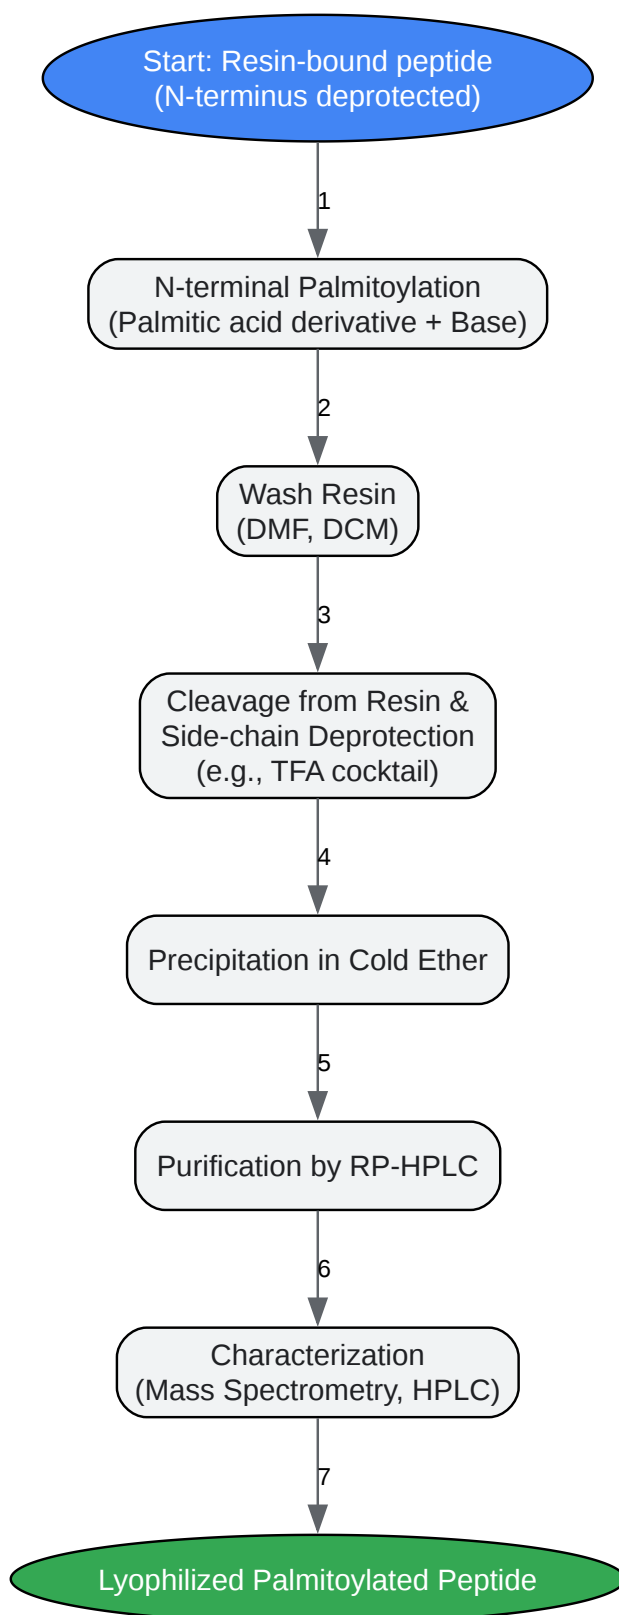 Start: Resin-bound peptide
(N-terminus deprotected)
1
N-terminal Palmitoylation
(Palmitic acid derivative + Base)
2
Wash Resin
(DMF, DCM)
3
Cleavage from Resin &
Side-chain Deprotection
(e.g., TFA cocktail)
4
Precipitation in Cold Ether
5
Purification by RP-HPLC
6
Characterization
(Mass Spectrometry, HPLC)
7
Lyophilized Palmitoylated Peptide